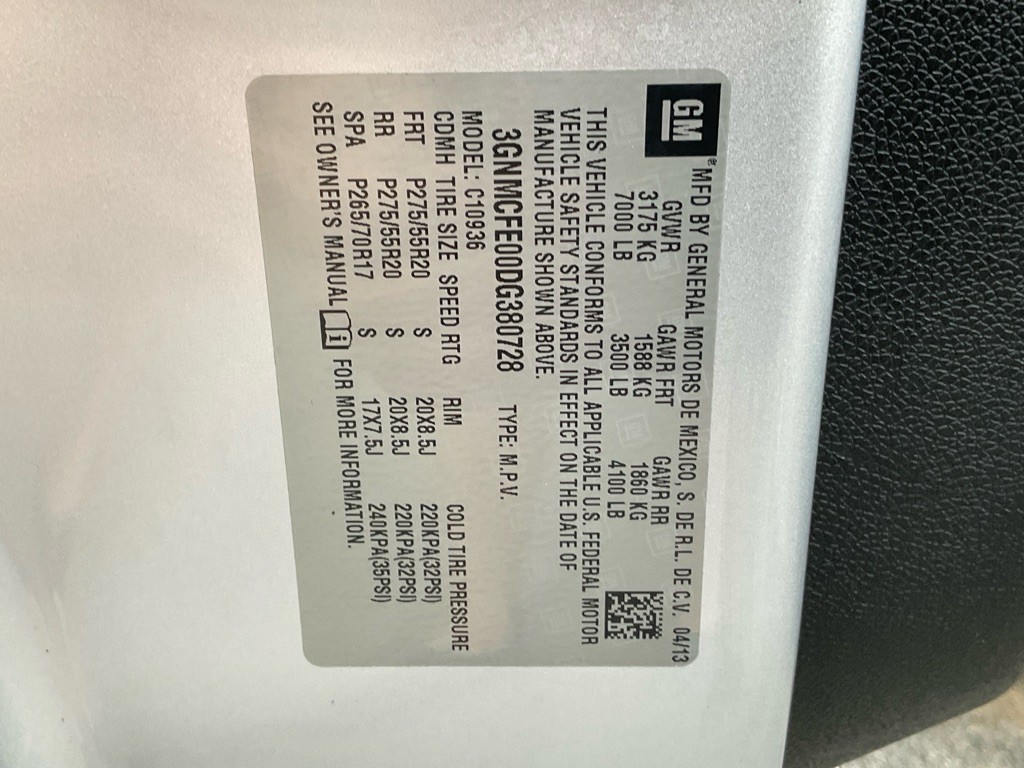 GM
MFD BY GENERAL MOTORS DE MEXICO, S. DE R.L. DE C.V. 04/13
GVWR GAWR FRT GAWR RR
3175 KG 1588 KG 1860 KG
7000 LB 3500 LB 4100 LB
THIS VEHICLE CONFORMS TO ALL APPLICABLE U.S. FEDERAL MOTOR
VEHICLE SAFETY STANDARDS IN EFFECT ON THE DATE OF
MANUFACTURE SHOWN ABOVE.
3GNMCFE00DG380728 TYPE: M.P.V.
MODEL: C10936
CDMH TIRE SIZE SPEED RTG RIM COLD TIRE PRESSURE
FRT P275/55R20 S 20X8.5J 220KPA(32PSI)
RR P275/55R20 S 20X8.5J 220KPA(32PSI)
SPA P265/70R17 S 17X7.5J 240KPA(35PSI)
SEE OWNER'S MANUAL i FOR MORE INFORMATION.